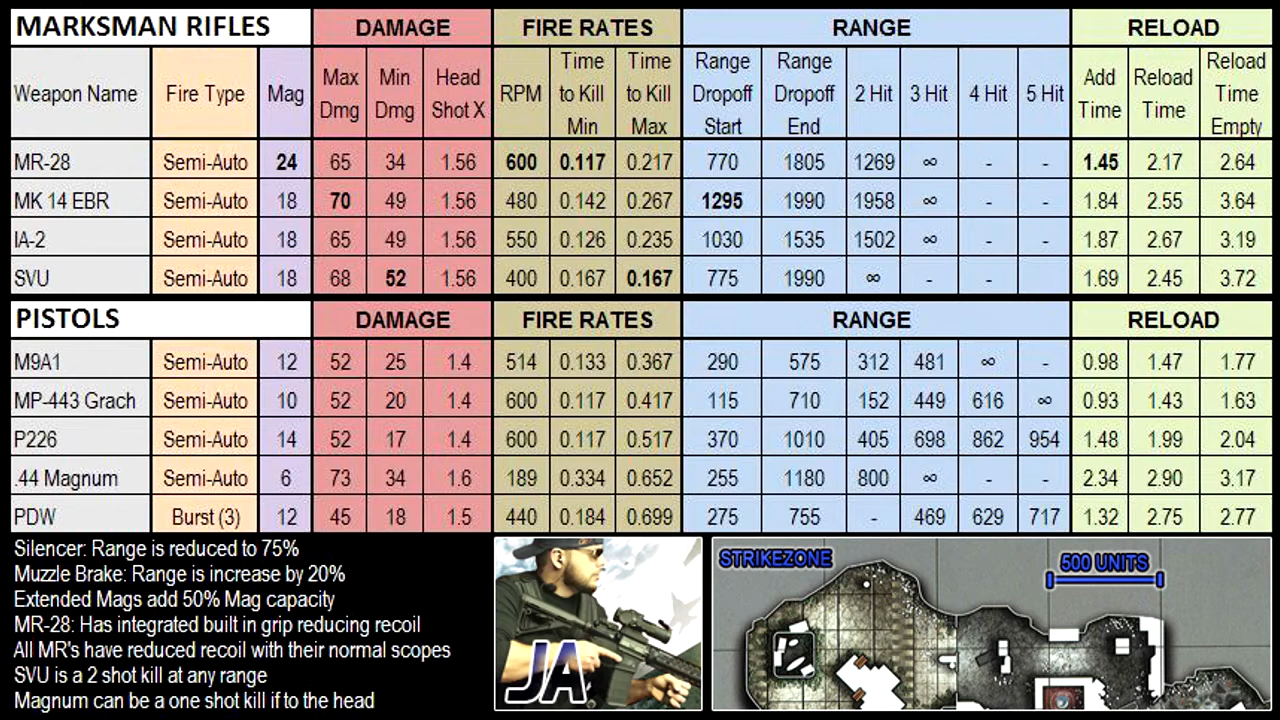 MARKSMAN RIFLES DAMAGE FIRE RATES RANGE RELOAD
Weapon Name Fire Type Mag Max Dmg Min Dmg Head Shot X RPM Time to Kill Min Time to Kill Max Range Dropoff Start Range Dropoff End 2 Hit 3 Hit 4 Hit 5 Hit Add Time Reload Time Reload Time Empty
MR-28 Semi-Auto 24 65 34 1.56 600 0.117 0.217 770 1805 1269 ∞ - - 1.45 2.17 2.64
MK 14 EBR Semi-Auto 18 70 49 1.56 480 0.142 0.267 1295 1990 1958 ∞ - - 1.84 2.55 3.64
IA-2 Semi-Auto 18 65 49 1.56 550 0.126 0.235 1030 1535 1502 ∞ - - 1.87 2.67 3.19
SVU Semi-Auto 18 68 52 1.56 400 0.167 0.167 775 1990 ∞ - - - 1.69 2.45 3.72
PISTOLS DAMAGE FIRE RATES RANGE RELOAD
M9A1 Semi-Auto 12 52 25 1.4 514 0.133 0.367 290 575 312 481 ∞ - 0.98 1.47 1.77
MP-443 Grach Semi-Auto 10 52 20 1.4 600 0.117 0.417 115 710 152 449 616 ∞ 0.93 1.43 1.63
P226 Semi-Auto 14 52 17 1.4 600 0.117 0.517 370 1010 405 698 862 954 1.48 1.99 2.04
.44 Magnum Semi-Auto 6 73 34 1.6 189 0.334 0.652 255 1180 800 ∞ - - 2.34 2.90 3.17
PDW Burst (3) 12 45 18 1.5 440 0.184 0.699 275 755 - 469 629 717 1.32 2.75 2.77
Silencer: Range is reduced to 75%
Muzzle Brake: Range is increase by 20%
Extended Mags add 50% Mag capacity
MR-28: Has integrated built in grip reducing recoil
All MR's have reduced recoil with their normal scopes
SVU is a 2 shot kill at any range
Magnum can be a one shot kill if to the head
JA
STRIKEZONE 500 UNITS